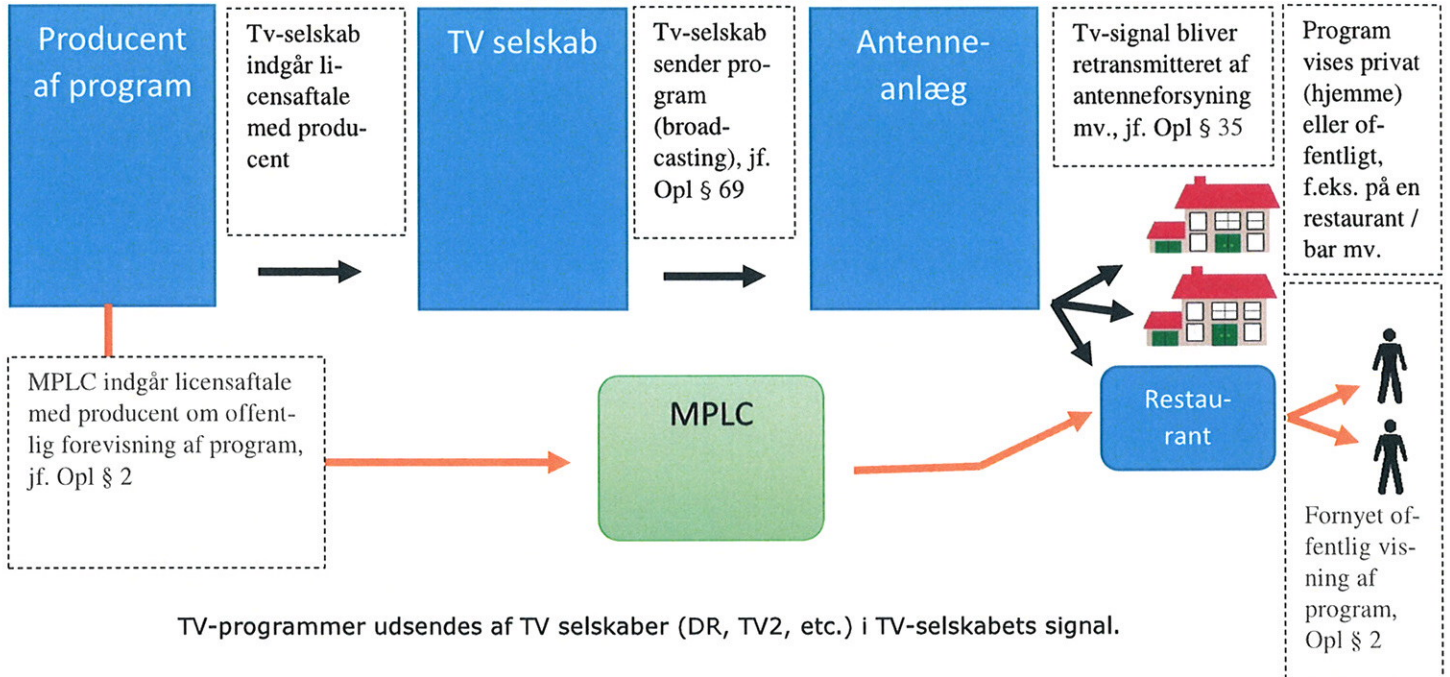 Producent
af program
Tv-selskab
indgår li-
censaftale
med produ-
cent
TV selskab
Tv-selskab
sender pro-
gram
(broad-
casting), jf.
Opl § 69
Antenne-
anlæg
Tv-signal bliver
retransmitteret af
antenneforsyning
mv., jf. Opl § 35
Program
vises privat
(hjemme)
eller of-
fentligt,
f.eks. på en
restaurant /
bar mv.
MPLC indgår licensaftale
med producent om offent-
lig forevisning af program,
jf. Opl § 2
MPLC
Restau-
rant
Fornyet of-
fentlig vis-
ning af
program,
Opl § 2
TV-programmer udsendes af TV selskaber (DR, TV2, etc.) i TV-selskabets signal.